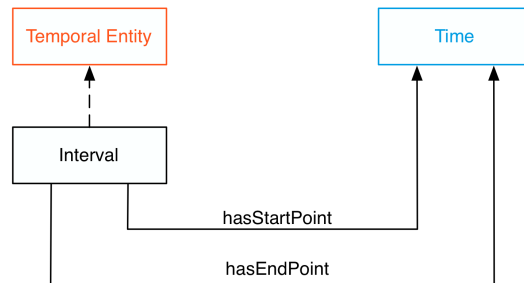 Temporal Entity
Time
Interval
hasStartPoint
hasEndPoint